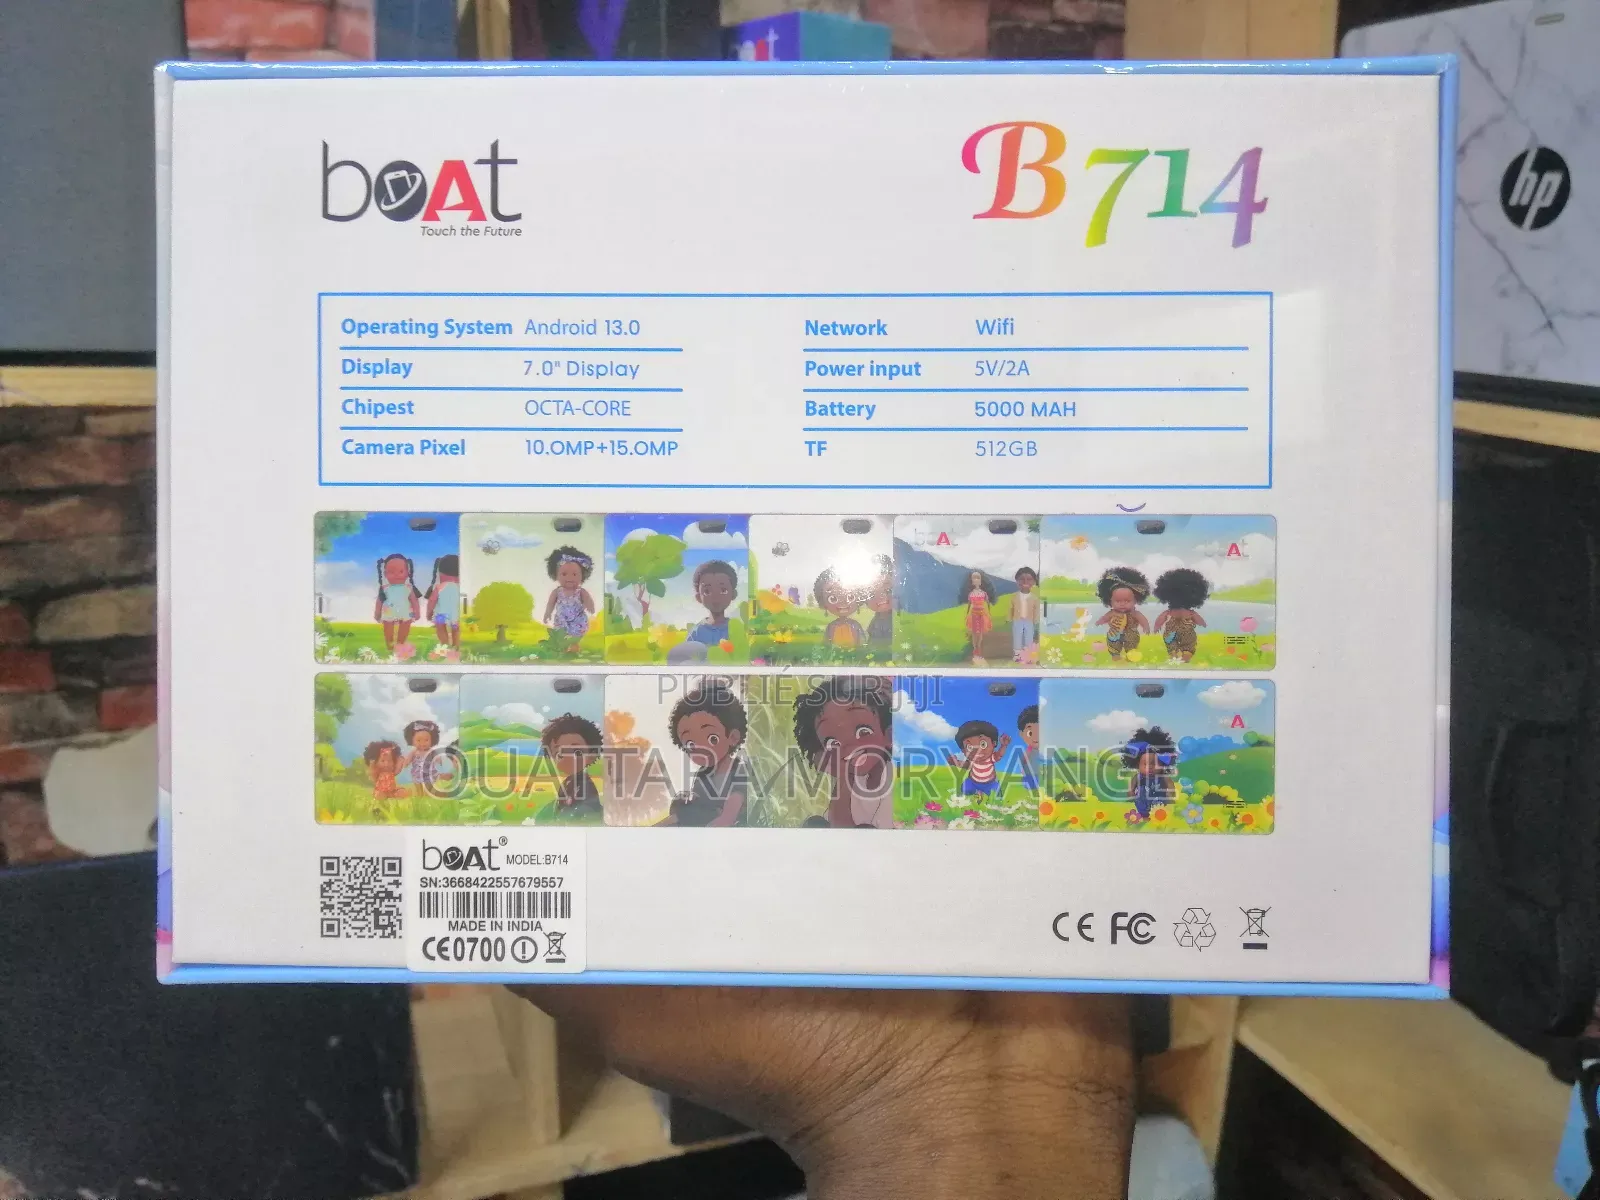 boAt
Touch the Future
B714
Operating System Android 13.0
Display 7.0" Display
Chipest OCTA-CORE
Camera Pixel 10.0MP+15.0MP
Network Wifi
Power input 5V/2A
Battery 5000 MAH
TF 512GB
boAt
boAt
PUBLIÉ SUR JIJI
OUATTARA MORY ANGE
A
boAt® MODEL:B714
SN:3668422557679557
MADE IN INDIA
CE0700
CE FC
hp